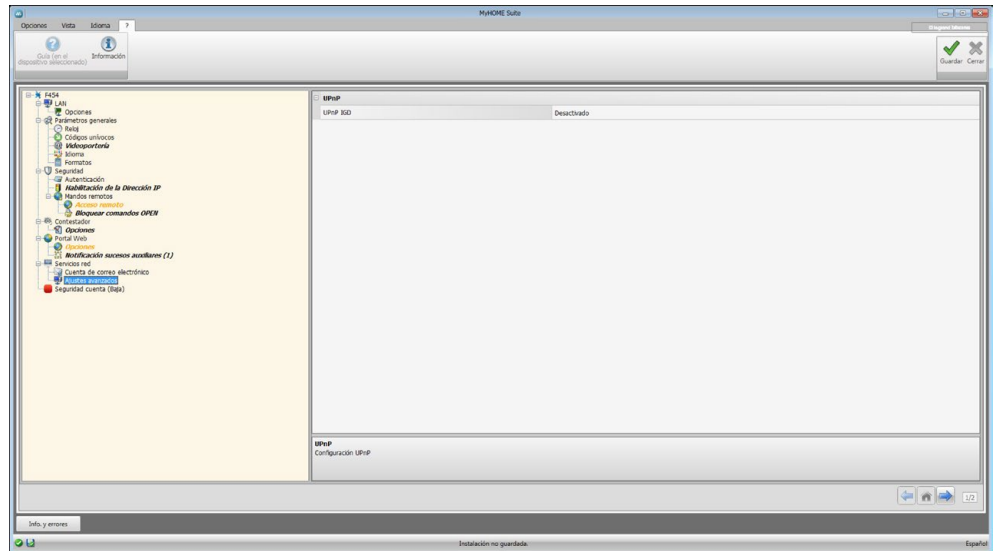 MyHOME Suite
Opciones Vista Idioma ?
Guía (en el
dispositivo seleccionado)
Información
Guardar Cerrar
F454
LAN
Opciones
Parámetros generales
Reloj
Códigos unívocos
Videoportería
Idioma
Formatos
Seguridad
Autenticación
Habilitación de la Dirección IP
Mandos remotos
Acceso remoto
Bloquear comandos OPEN
Contestador
Opciones
Portal Web
Opciones
Notificación sucesos auxiliares (1)
Servicios red
Cuenta de correo electrónico
Ajustes avanzados
Seguridad cuenta (Baja)
UPnP
UPnP IGD Desactivado
UPnP
Configuración UPnP
1/2
Info. y errores
Instalación no guardada.
Español